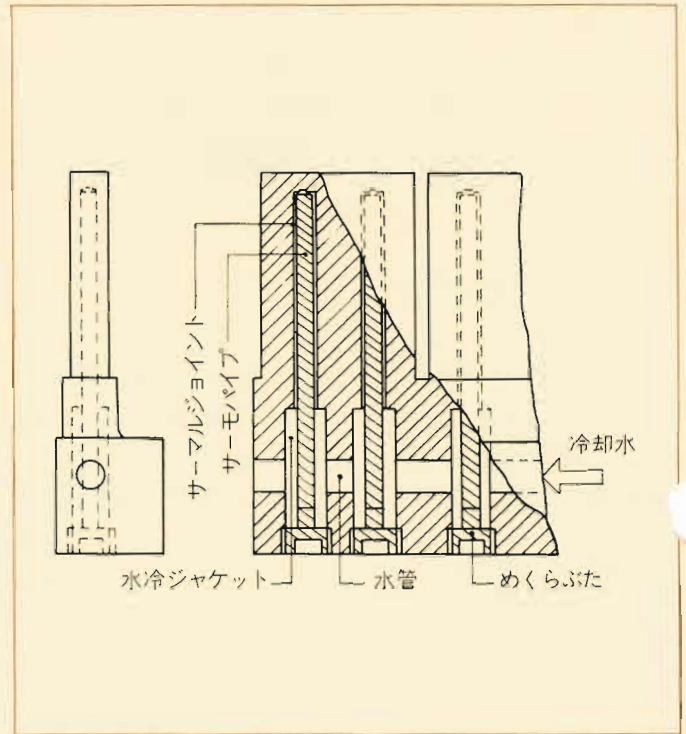 サーマルジョイント
サーモパイプ
冷却水
水冷ジャケット
水管
めくらぶた